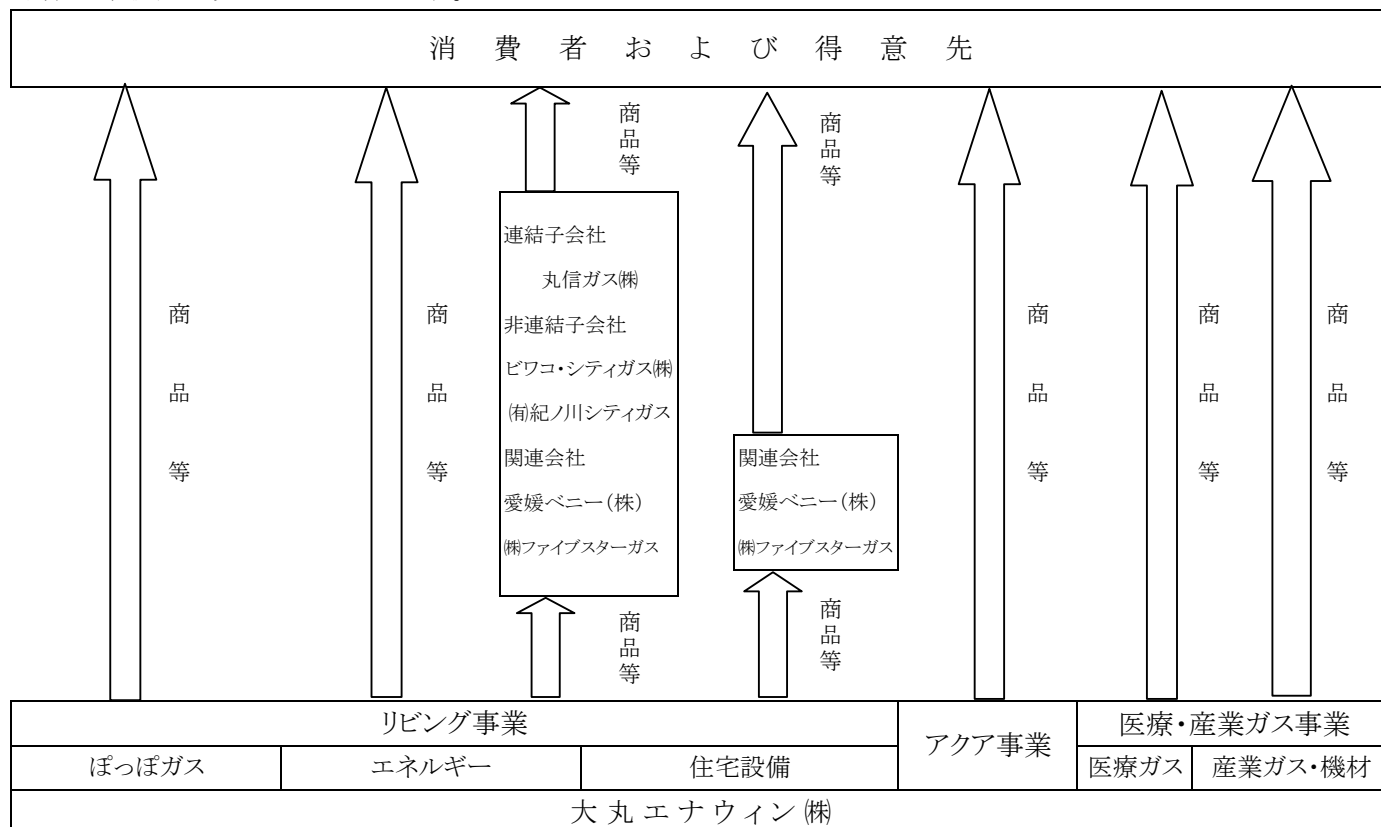 消費者および得意先
商品等
商品等
連結子会社
丸信ガス㈱
非連結子会社
ビワコ・シティガス㈱
㈲紀ノ川シティガス
関連会社
愛媛ベニー(株)
㈱ファイブスターガス
商品等
商品等
商品等
商品等
商品等
関連会社
愛媛ベニー(株)
㈱ファイブスターガス
商品等
商品等
リビング事業
アクア事業
医療・産業ガス事業
ぽっぽガス
エネルギー
住宅設備
医療ガス
産業ガス・機材
大丸エナウィン㈱